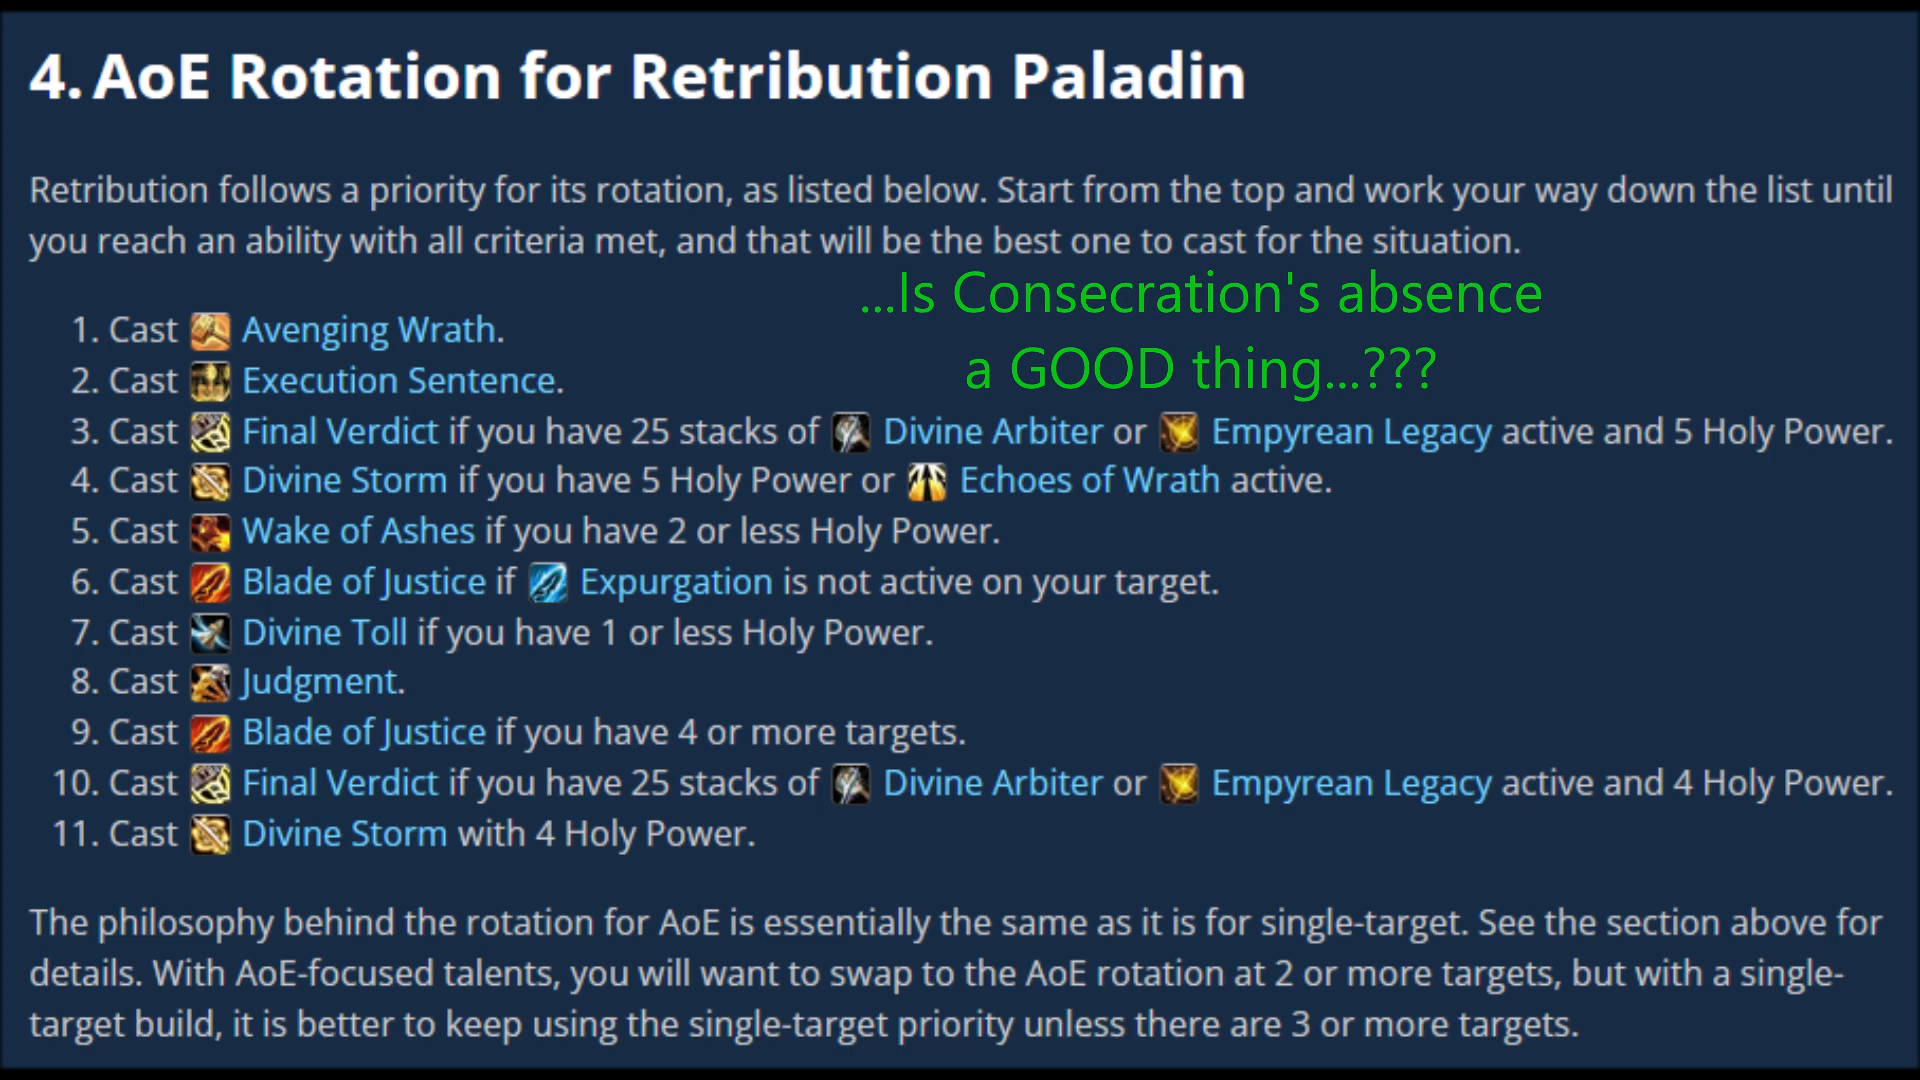 4. AoE Rotation for Retribution Paladin
Retribution follows a priority for its rotation, as listed below. Start from the top and work your way down the list until
you reach an ability with all criteria met, and that will be the best one to cast for the situation.
...Is Consecration's absence
a GOOD thing...???
1. Cast Avenging Wrath.
2. Cast Execution Sentence.
3. Cast Final Verdict if you have 25 stacks of Divine Arbiter or Empyrean Legacy active and 5 Holy Power.
4. Cast Divine Storm if you have 5 Holy Power or Echoes of Wrath active.
5. Cast Wake of Ashes if you have 2 or less Holy Power.
6. Cast Blade of Justice if Expurgation is not active on your target.
7. Cast Divine Toll if you have 1 or less Holy Power.
8. Cast Judgment.
9. Cast Blade of Justice if you have 4 or more targets.
10. Cast Final Verdict if you have 25 stacks of Divine Arbiter or Empyrean Legacy active and 4 Holy Power.
11. Cast Divine Storm with 4 Holy Power.
The philosophy behind the rotation for AoE is essentially the same as it is for single-target. See the section above for
details. With AoE-focused talents, you will want to swap to the AoE rotation at 2 or more targets, but with a single-
target build, it is better to keep using the single-target priority unless there are 3 or more targets.